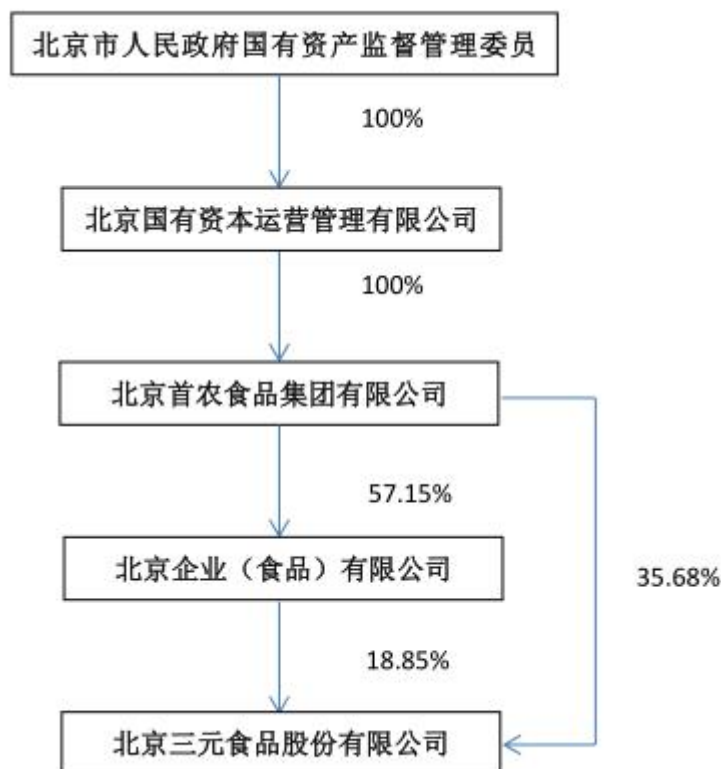 北京市人民政府国有资产监督管理委员
100%
北京国有资本运营管理有限公司
100%
北京首农食品集团有限公司
57.15%
北京企业（食品）有限公司
35.68%
18.85%
北京三元食品股份有限公司